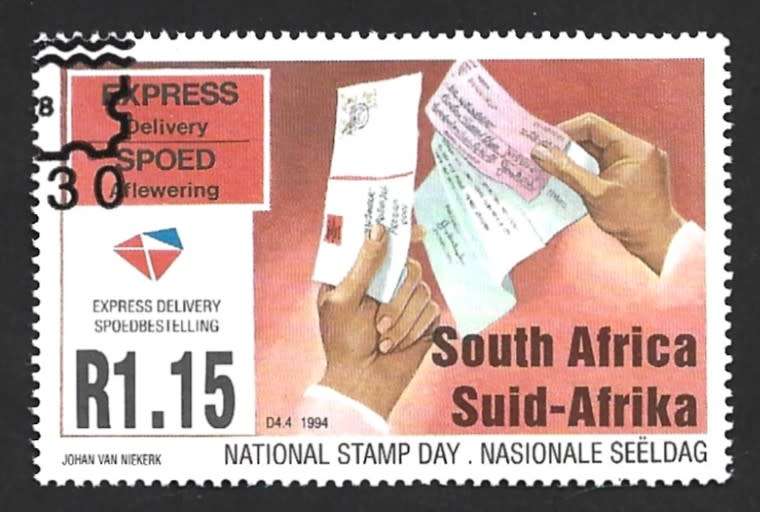 8
30
EXPRESS
Delivery
SPOED
Aflewering
EXPRESS DELIVERY
SPOEDBESTELLING
R1.15
D4.4 1994
South Africa
Suid-Afrika
JOHAN VAN NIEKERK
NATIONAL STAMP DAY . NASIONALE SEËLDAG